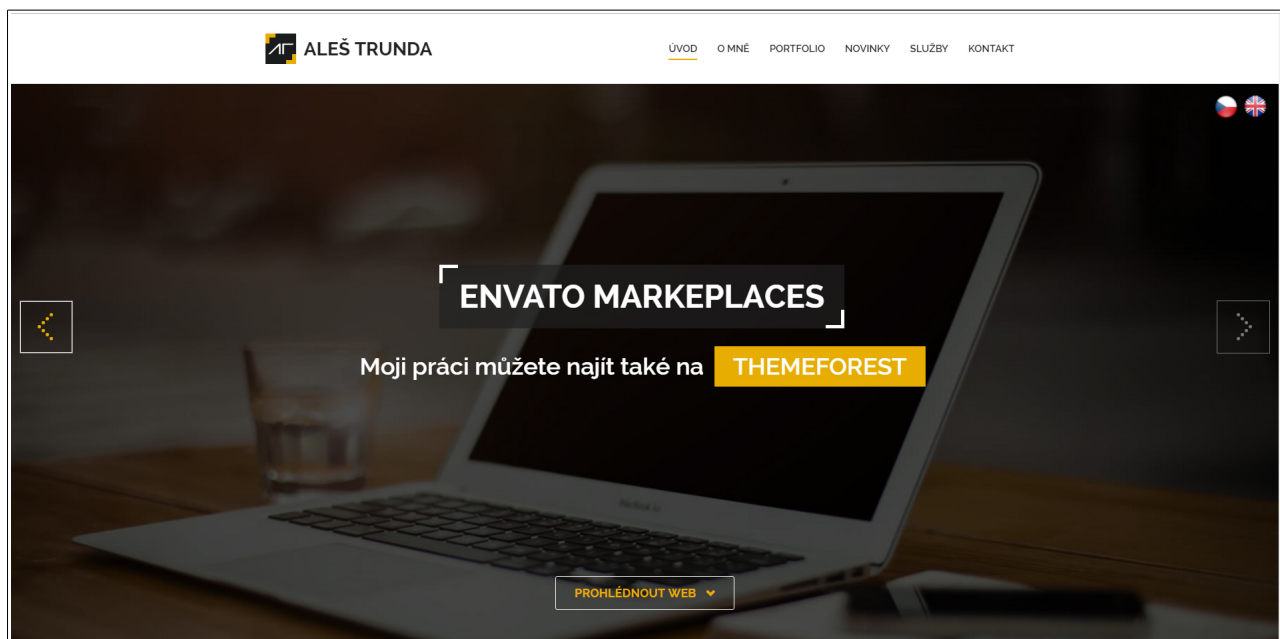 ALEŠ TRUNDA
ÚVOD O MNĚ PORTFOLIO NOVINKY SLUŽBY KONTAKT
ENVATO MARKEPLACES
Moji práci můžete najít také na THEMEFOREST
PROHLÉDNOUT WEB